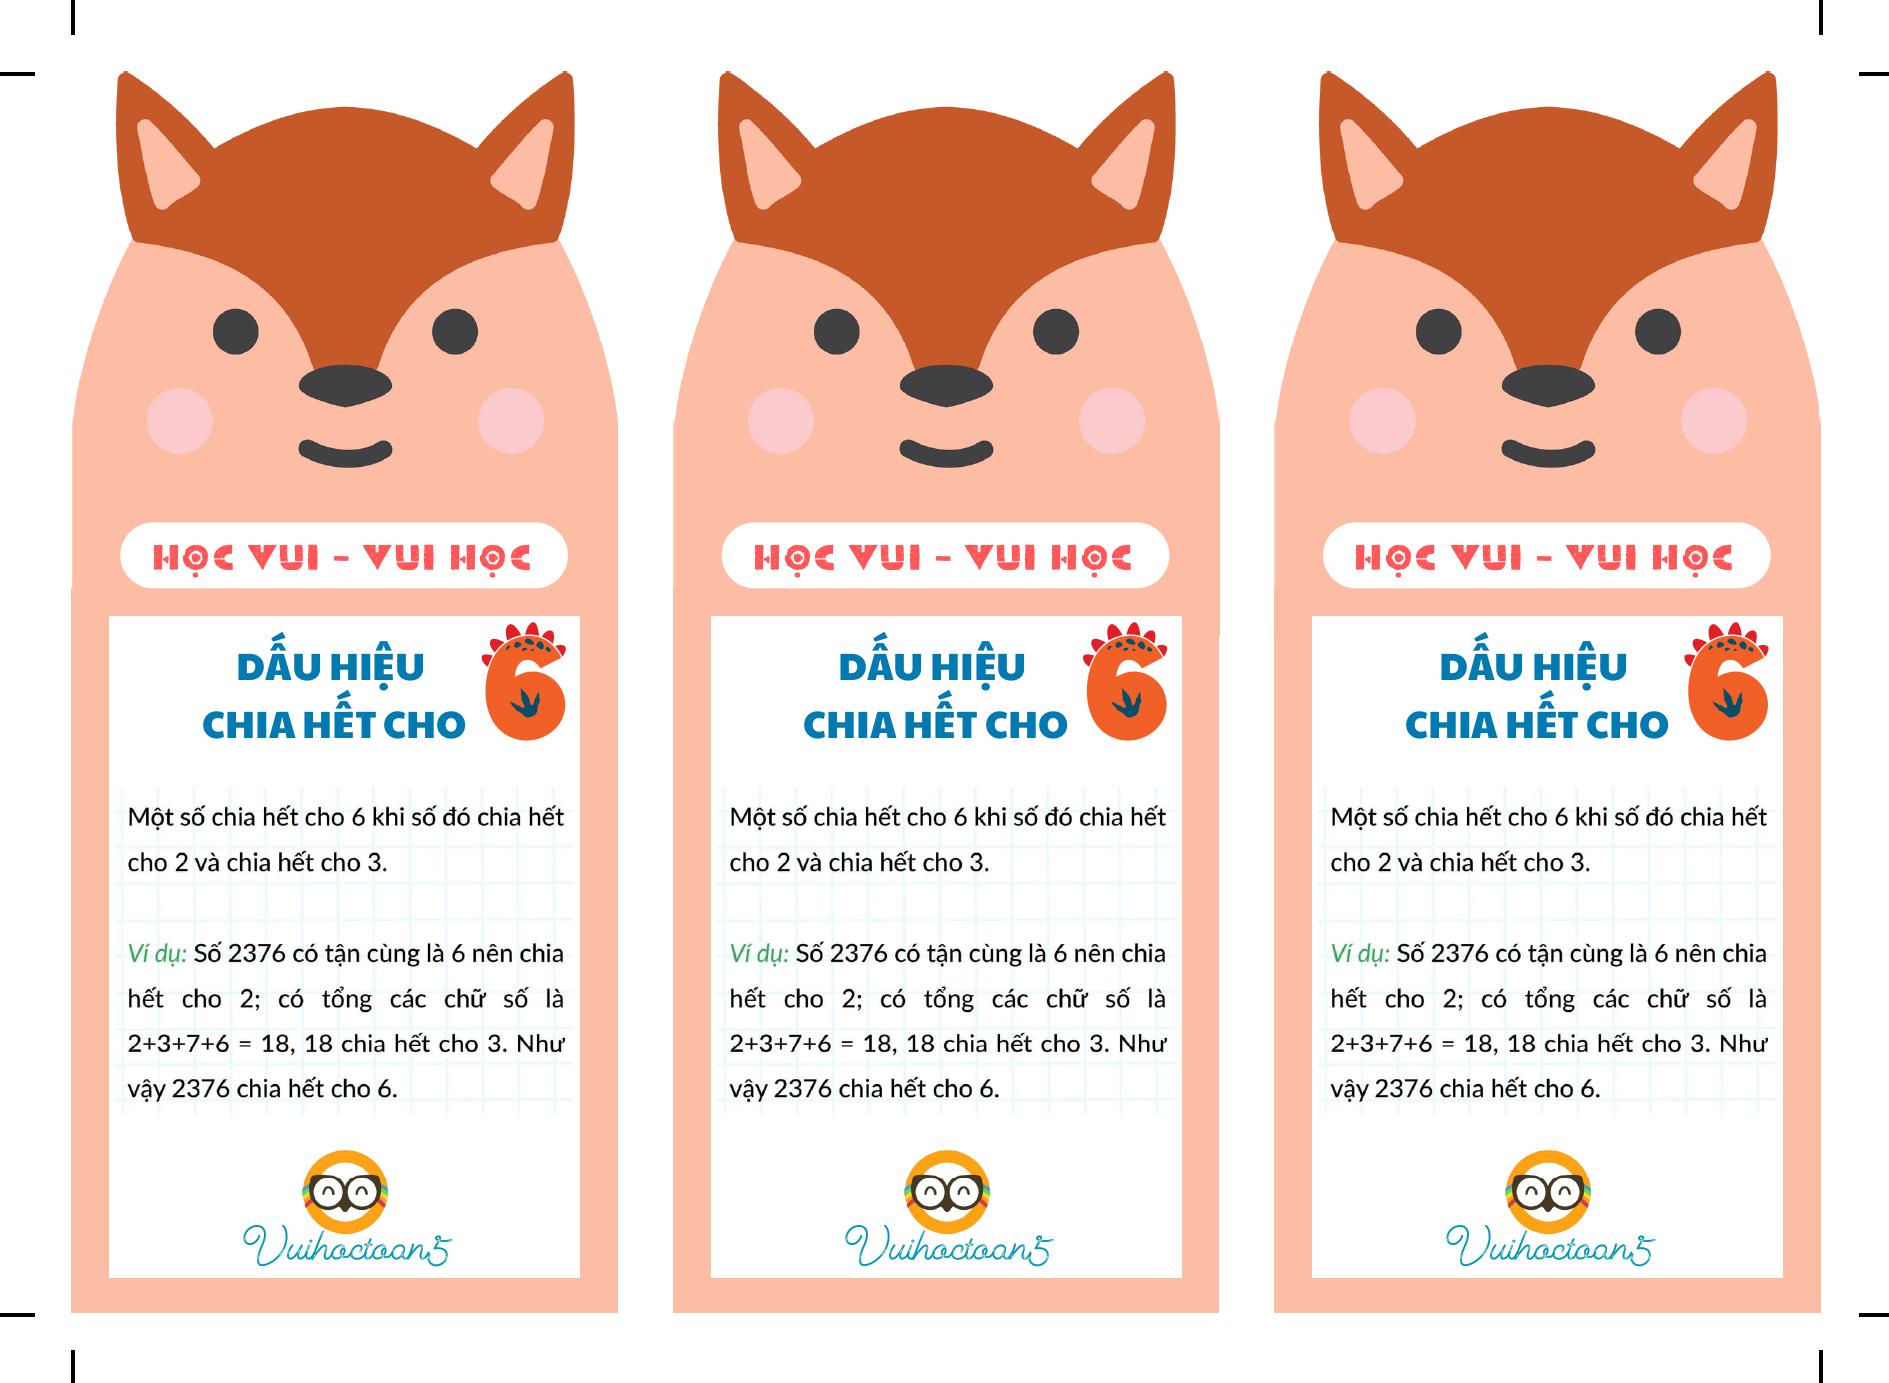 HỌC VUI - VUI HỌC
DẤU HIỆU
CHIA HẾT CHO 6
Một số chia hết cho 6 khi số đó chia hết
cho 2 và chia hết cho 3.
Ví dụ: Số 2376 có tận cùng là 6 nên chia
hết cho 2; có tổng các chữ số là
2+3+7+6 = 18, 18 chia hết cho 3. Như
vậy 2376 chia hết cho 6.
Vuihoctoan5
HỌC VUI - VUI HỌC
DẤU HIỆU
CHIA HẾT CHO 6
Một số chia hết cho 6 khi số đó chia hết
cho 2 và chia hết cho 3.
Ví dụ: Số 2376 có tận cùng là 6 nên chia
hết cho 2; có tổng các chữ số là
2+3+7+6 = 18, 18 chia hết cho 3. Như
vậy 2376 chia hết cho 6.
Vuihoctoan5
HỌC VUI - VUI HỌC
DẤU HIỆU
CHIA HẾT CHO 6
Một số chia hết cho 6 khi số đó chia hết
cho 2 và chia hết cho 3.
Ví dụ: Số 2376 có tận cùng là 6 nên chia
hết cho 2; có tổng các chữ số là
2+3+7+6 = 18, 18 chia hết cho 3. Như
vậy 2376 chia hết cho 6.
Vuihoctoan5